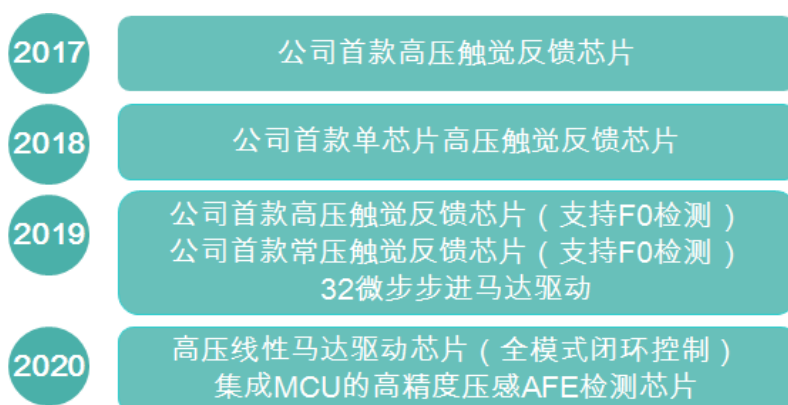 2017
公司首款高压触觉反馈芯片
2018
公司首款单芯片高压触觉反馈芯片
2019
公司首款高压触觉反馈芯片（支持F0检测）
公司首款常压触觉反馈芯片（支持F0检测）
32微步步进马达驱动
2020
高压线性马达驱动芯片（全模式闭环控制）
集成MCU的高精度压感AFE检测芯片